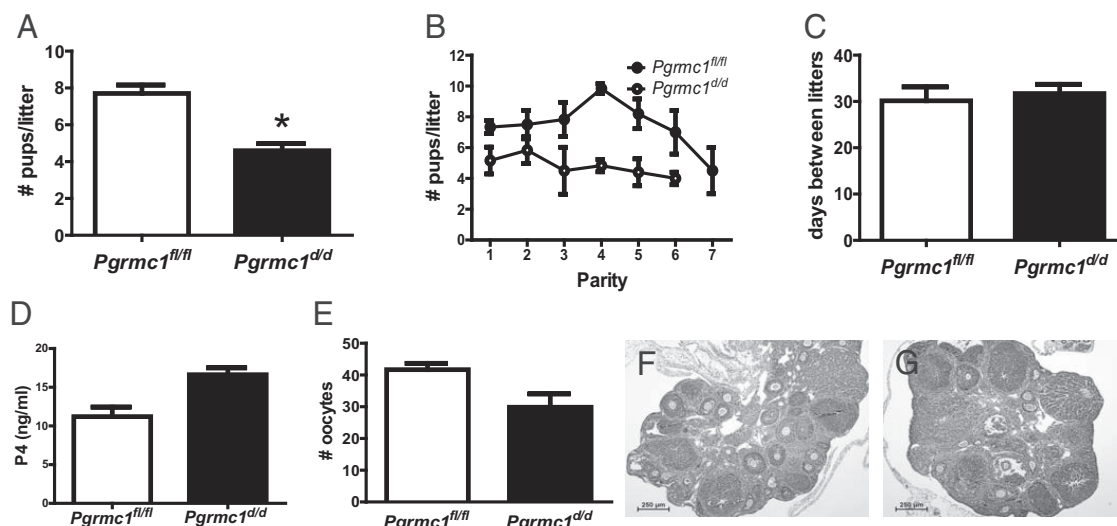 A
# pups/litter
10
8
6
4
2
0
*
Pgrmc1fl/fl
Pgrmc1d/d
B
# pups/litter
12
10
8
6
4
2
0
Pgrmc1fl/fl
Pgrmc1d/d
1 2 3 4 5 6 7
Parity
C
days between litters
40
30
20
10
0
Pgrmc1fl/fl
Pgrmc1d/d
D
P4 (ng/ml)
20
15
10
5
0
Pgrmc1fl/fl
Pgrmc1d/d
E
# oocytes
50
40
30
20
10
0
Pgrmc1fl/fl
Pgrmc1d/d
F
250 µm
G
250 µm